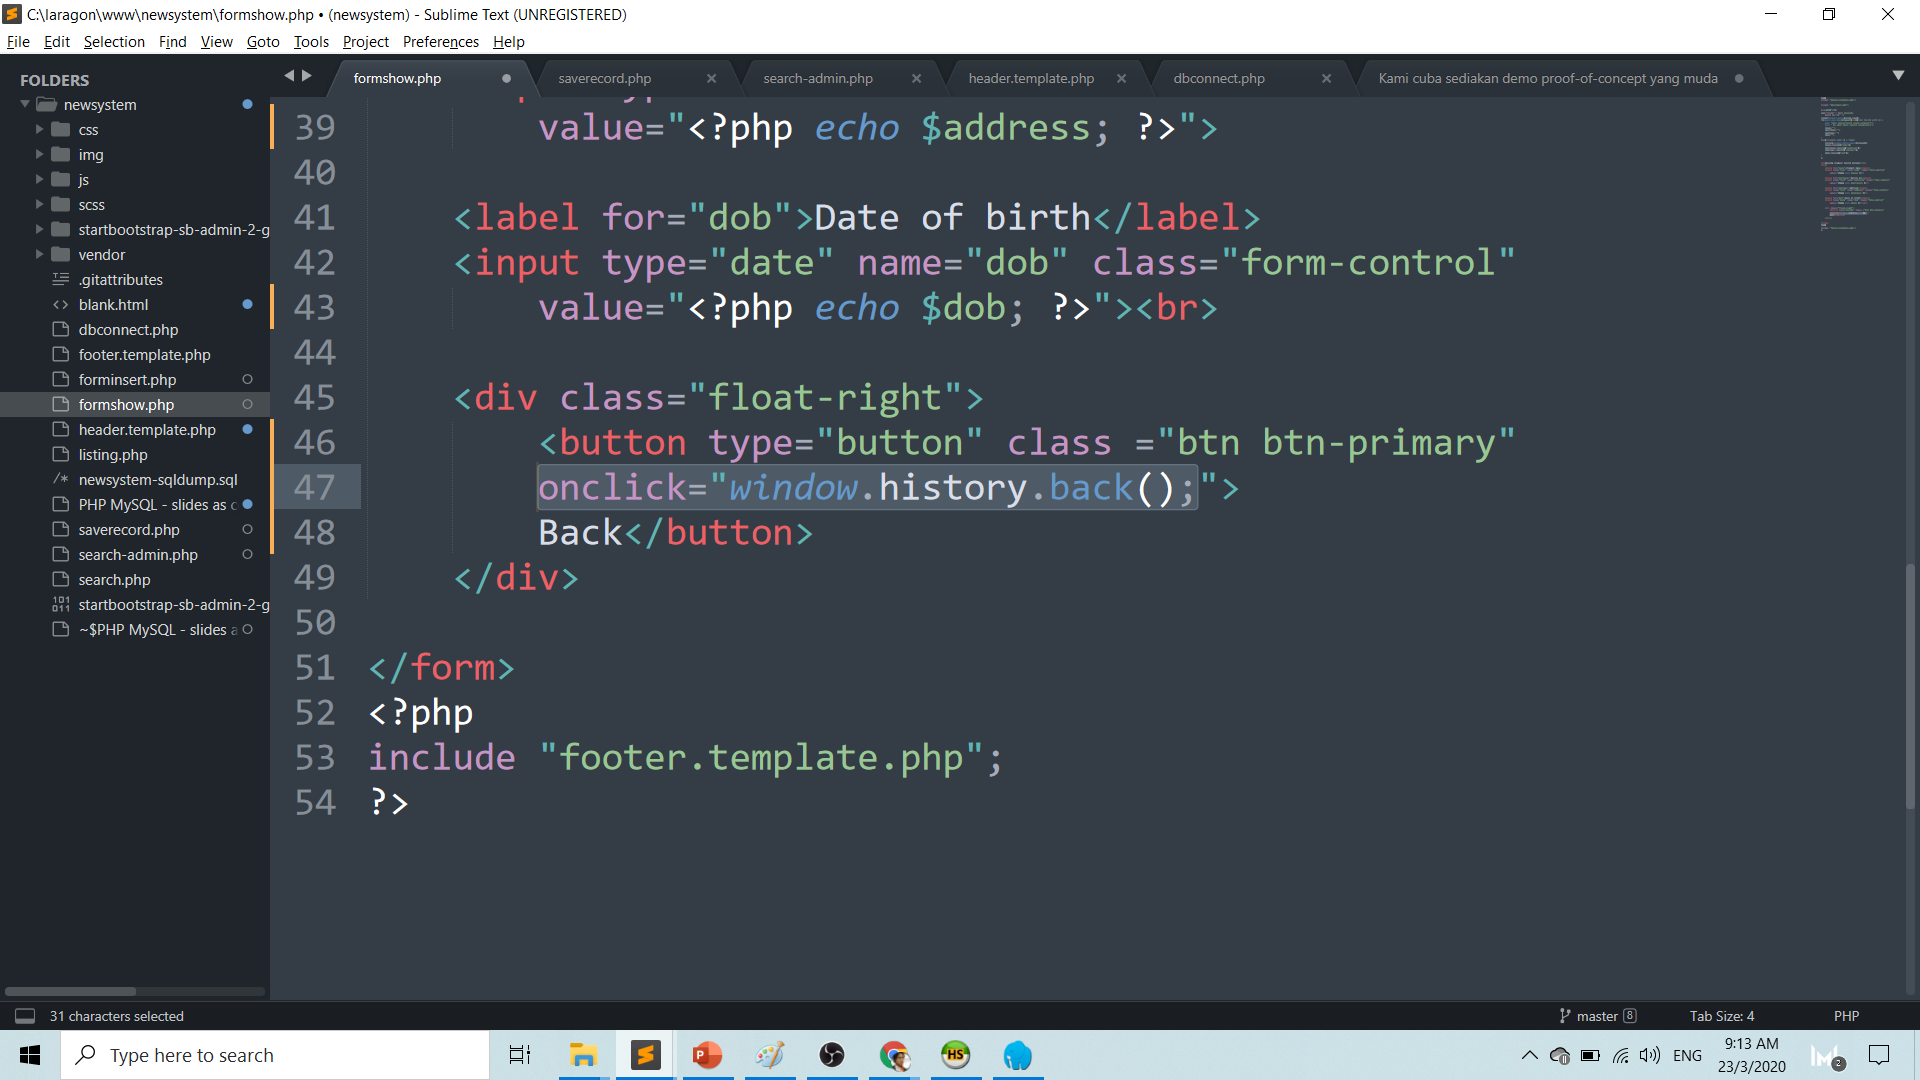 C:\laragon\www\newsystem\formshow.php • (newsystem) - Sublime Text (UNREGISTERED)
File Edit Selection Find View Goto Tools Project Preferences Help
formshow.php saverecord.php search-admin.php header.template.php dbconnect.php Kami cuba sediakan demo proof-of-concept yang muda
FOLDERS
newsystem
css
img
js
scss
startbootstrap-sb-admin-2-g
vendor
.gitattributes
blank.html
dbconnect.php
footer.template.php
forminsert.php
formshow.php
header.template.php
listing.php
newsystem-sqldump.sql
PHP MySQL - slides as c
saverecord.php
search-admin.php
search.php
startbootstrap-sb-admin-2-g
~$PHP MySQL - slides a
39 value="<?php echo $address; ?>">
40
41 <label for="dob">Date of birth</label>
42 <input type="date" name="dob" class="form-control"
43 value="<?php echo $dob; ?>"><br>
44
45 <div class="float-right">
46 <button type="button" class ="btn btn-primary"
47 onclick="window.history.back();">
48 Back</button>
49 </div>
50
51 </form>
52 <?php
53 include "footer.template.php";
54 ?>
31 characters selected master 8 Tab Size: 4 PHP
Type here to search
ENG
9:13 AM
23/3/2020
2